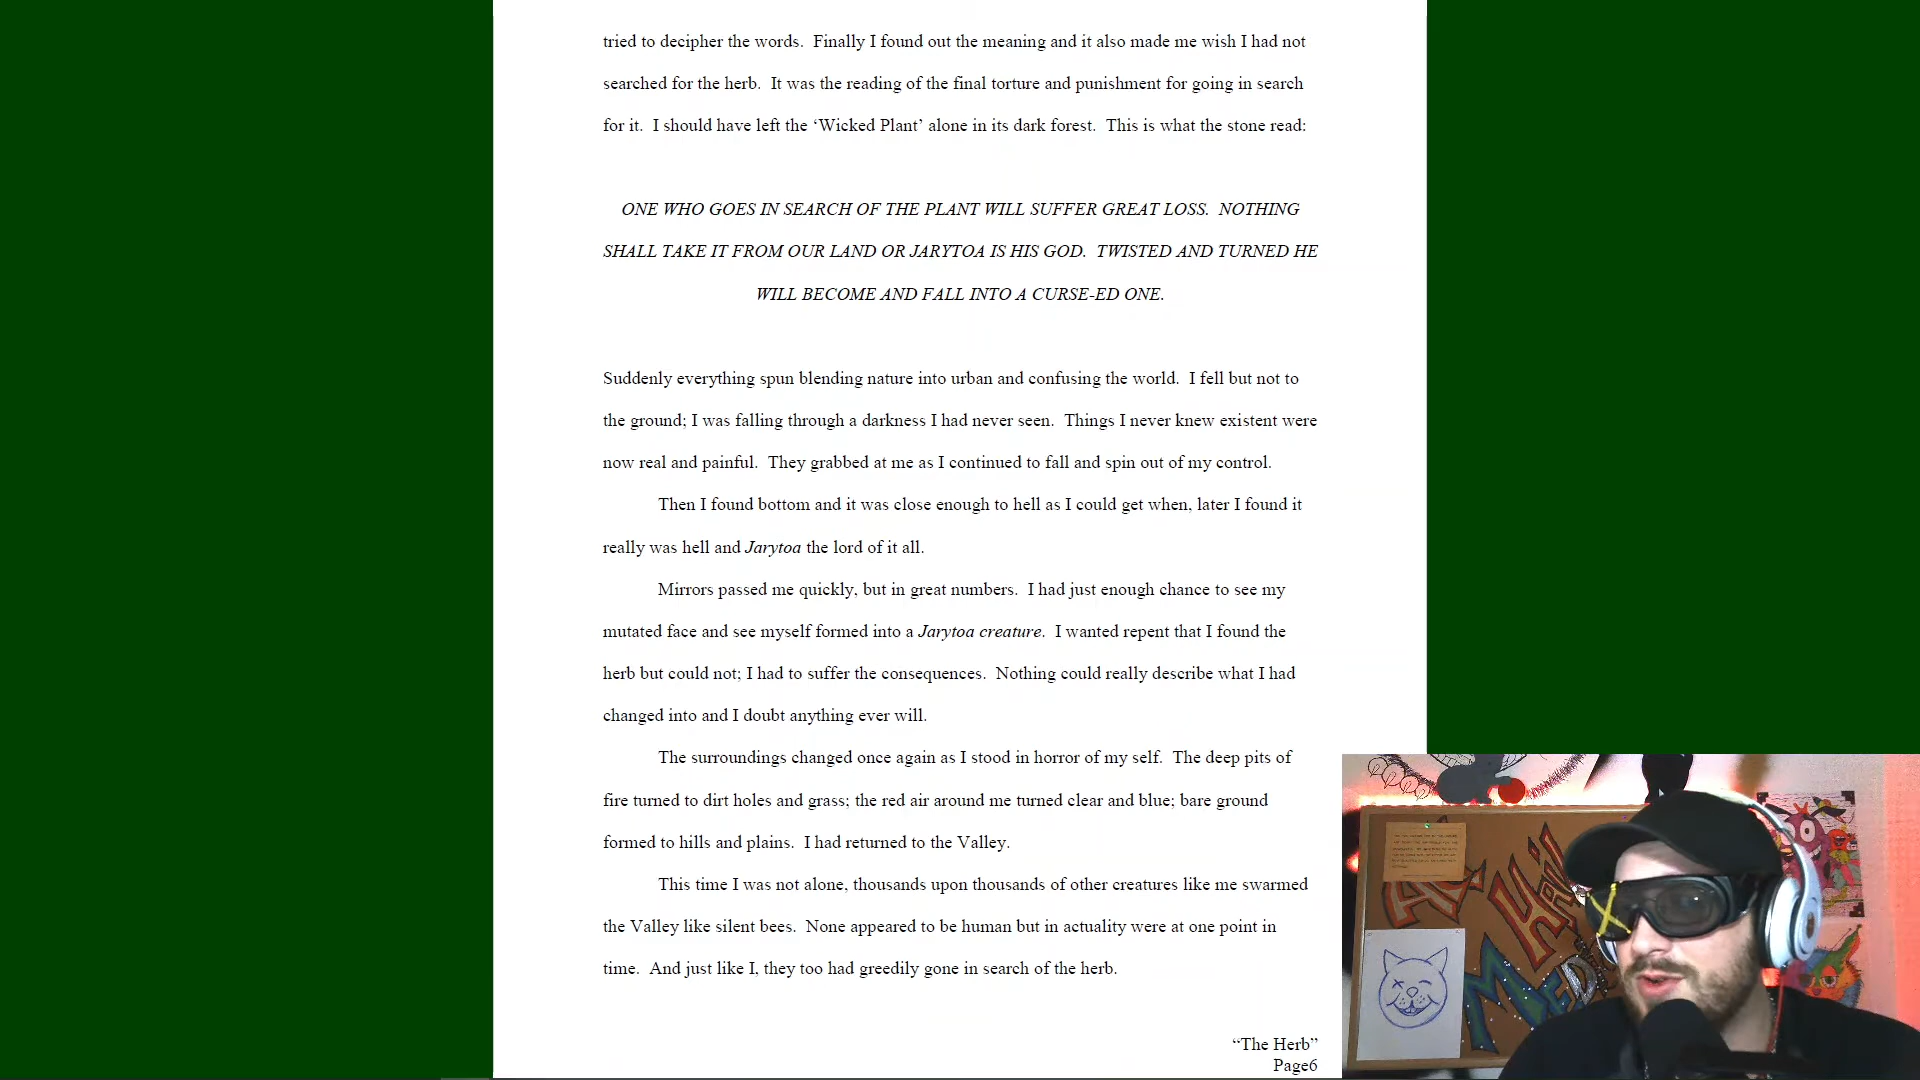 tried to decipher the words.  Finally I found out the meaning and it also made me wish I had not
searched for the herb.  It was the reading of the final torture and punishment for going in search
for it.  I should have left the ‘Wicked Plant’ alone in its dark forest.  This is what the stone read:
ONE WHO GOES IN SEARCH OF THE PLANT WILL SUFFER GREAT LOSS.  NOTHING
SHALL TAKE IT FROM OUR LAND OR JARYTOA IS HIS GOD.  TWISTED AND TURNED HE
WILL BECOME AND FALL INTO A CURSE-ED ONE.
Suddenly everything spun blending nature into urban and confusing the world.  I fell but not to
the ground; I was falling through a darkness I had never seen.  Things I never knew existent were
now real and painful.  They grabbed at me as I continued to fall and spin out of my control.
Then I found bottom and it was close enough to hell as I could get when, later I found it
really was hell and Jarytoa the lord of it all.
Mirrors passed me quickly, but in great numbers.  I had just enough chance to see my
mutated face and see myself formed into a Jarytoa creature.  I wanted repent that I found the
herb but could not; I had to suffer the consequences.  Nothing could really describe what I had
changed into and I doubt anything ever will.
The surroundings changed once again as I stood in horror of my self.  The deep pits of
fire turned to dirt holes and grass; the red air around me turned clear and blue; bare ground
formed to hills and plains.  I had returned to the Valley.
This time I was not alone, thousands upon thousands of other creatures like me swarmed
the Valley like silent bees.  None appeared to be human but in actuality were at one point in
time.  And just like I, they too had greedily gone in search of the herb.
“The Herb”
Page6